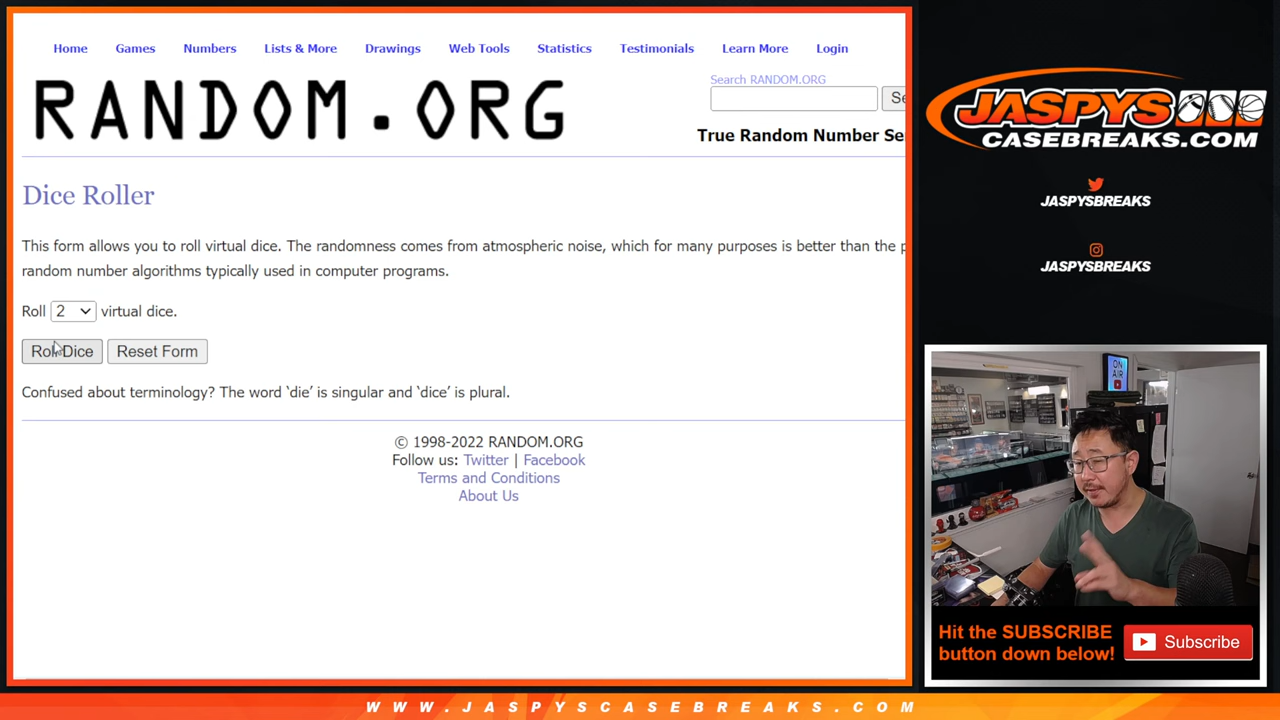 Home Games Numbers Lists & More Drawings Web Tools Statistics Testimonials Learn More Login
RANDOM.ORG
Search RANDOM.ORG
True Random Number Se
Dice Roller
This form allows you to roll virtual dice. The randomness comes from atmospheric noise, which for many purposes is better than the p
random number algorithms typically used in computer programs.
Roll 2 virtual dice.
Roll Dice Reset Form
Confused about terminology? The word ‘die’ is singular and ‘dice’ is plural.
© 1998-2022 RANDOM.ORG
Follow us: Twitter | Facebook
Terms and Conditions
About Us
JASPYS
CASEBREAKS.COM
JASPYSBREAKS
JASPYSBREAKS
ON
AIR
Hit the SUBSCRIBE
button down below!
Subscribe
WWW.JASPYSCASEBREAKS.COM